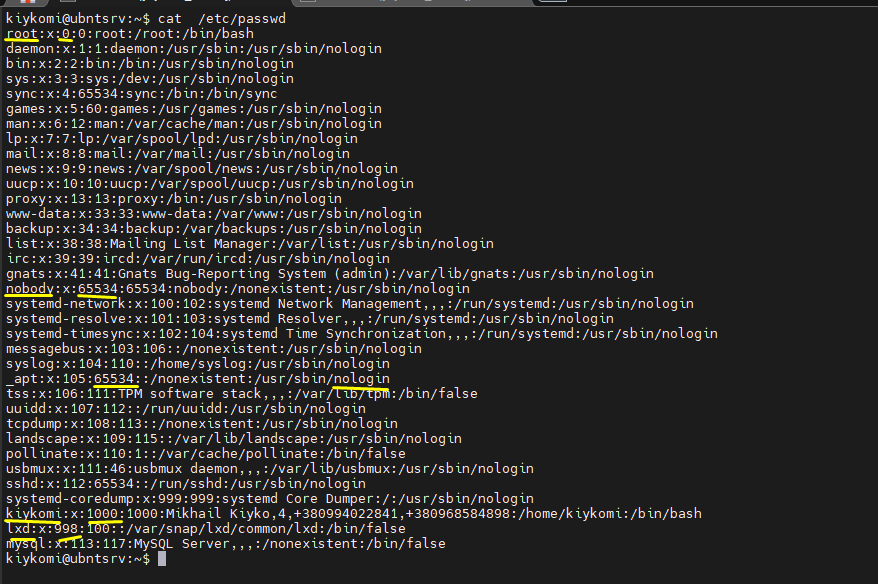 kiykomi@ubntsrv:~$ cat  /etc/passwd
root:x:0:0:root:/root:/bin/bash
daemon:x:1:1:daemon:/usr/sbin:/usr/sbin/nologin
bin:x:2:2:bin:/bin:/usr/sbin/nologin
sys:x:3:3:sys:/dev:/usr/sbin/nologin
sync:x:4:65534:sync:/bin:/bin/sync
games:x:5:60:games:/usr/games:/usr/sbin/nologin
man:x:6:12:man:/var/cache/man:/usr/sbin/nologin
lp:x:7:7:lp:/var/spool/lpd:/usr/sbin/nologin
mail:x:8:8:mail:/var/mail:/usr/sbin/nologin
news:x:9:9:news:/var/spool/news:/usr/sbin/nologin
uucp:x:10:10:uucp:/var/spool/uucp:/usr/sbin/nologin
proxy:x:13:13:proxy:/bin:/usr/sbin/nologin
www-data:x:33:33:www-data:/var/www:/usr/sbin/nologin
backup:x:34:34:backup:/var/backups:/usr/sbin/nologin
list:x:38:38:Mailing List Manager:/var/list:/usr/sbin/nologin
irc:x:39:39:ircd:/var/run/ircd:/usr/sbin/nologin
gnats:x:41:41:Gnats Bug-Reporting System (admin):/var/lib/gnats:/usr/sbin/nologin
nobody:x:65534:65534:nobody:/nonexistent:/usr/sbin/nologin
systemd-network:x:100:102:systemd Network Management,,,:/run/systemd:/usr/sbin/nologin
systemd-resolve:x:101:103:systemd Resolver,,,:/run/systemd:/usr/sbin/nologin
systemd-timesync:x:102:104:systemd Time Synchronization,,,:/run/systemd:/usr/sbin/nologin
messagebus:x:103:106::/nonexistent:/usr/sbin/nologin
syslog:x:104:110::/home/syslog:/usr/sbin/nologin
_apt:x:105:65534::/nonexistent:/usr/sbin/nologin
tss:x:106:111:TPM software stack,,,:/var/lib/tpm:/bin/false
uuidd:x:107:112::/run/uuidd:/usr/sbin/nologin
tcpdump:x:108:113::/nonexistent:/usr/sbin/nologin
landscape:x:109:115::/var/lib/landscape:/usr/sbin/nologin
pollinate:x:110:1::/var/cache/pollinate:/bin/false
usbmux:x:111:46:usbmux daemon,,,:/var/lib/usbmux:/usr/sbin/nologin
sshd:x:112:65534::/run/sshd:/usr/sbin/nologin
systemd-coredump:x:999:999:systemd Core Dumper:/:/usr/sbin/nologin
kiykomi:x:1000:1000:Mikhail Kiyko,4,+380994022841,+380968584898:/home/kiykomi:/bin/bash
lxd:x:998:100::/var/snap/lxd/common/lxd:/bin/false
mysql:x:113:117:MySQL Server,,,:/nonexistent:/bin/false
kiykomi@ubntsrv:~$